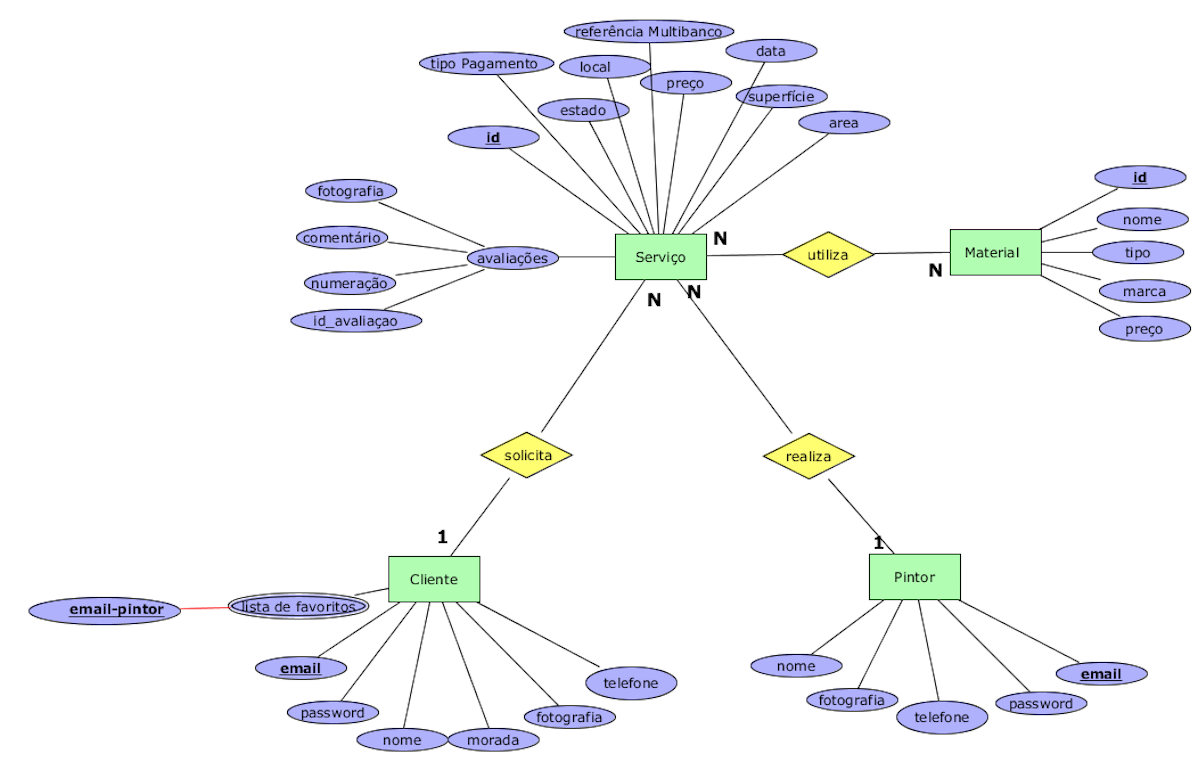 referência Multibanco
data
tipo Pagamento
local
preço
superfície
estado
area
id
fotografia
comentário
avaliações
numeração
id_avaliaçao
Serviço
N
utiliza
N
Material
id
nome
tipo
marca
preço
N
N
solicita
realiza
1
1
Cliente
Pintor
email-pintor
lista de favoritos
email
password
nome
morada
fotografia
telefone
nome
fotografia
telefone
password
email